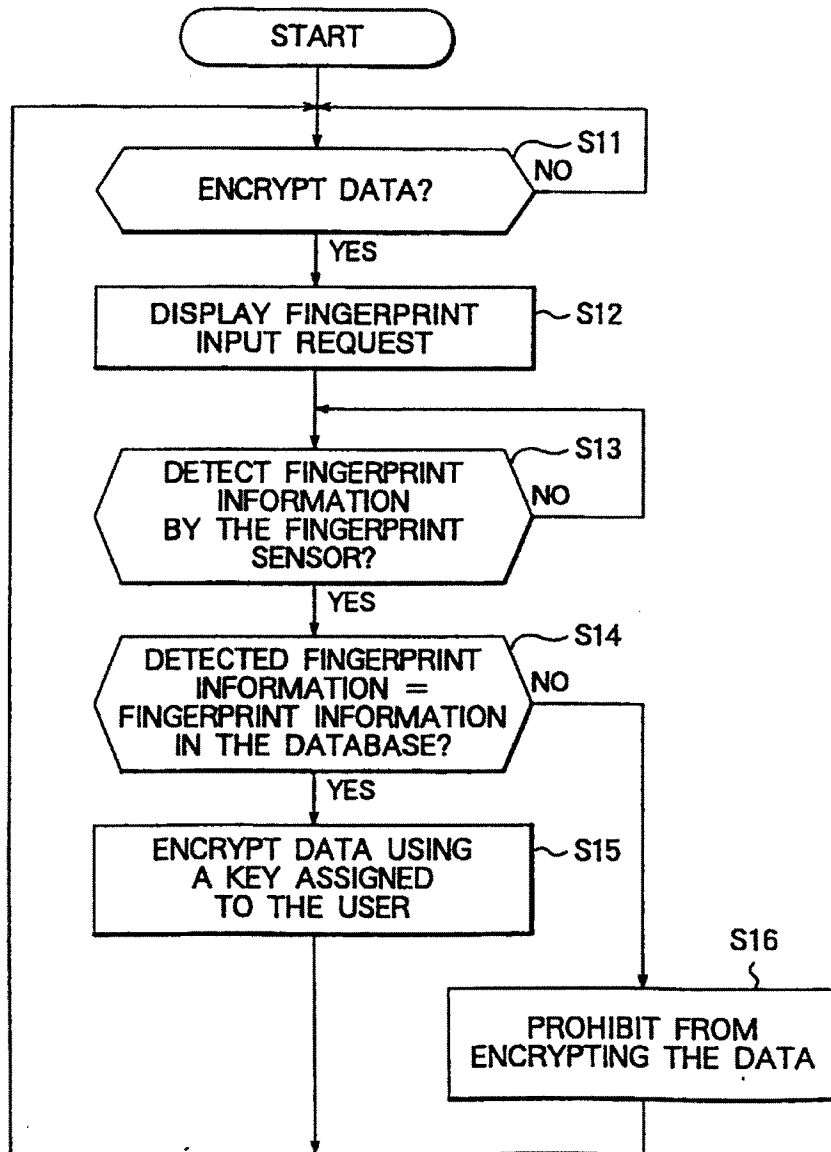 START
S11
NO
ENCRYPT DATA?
YES
DISPLAY FINGERPRINT
INPUT REQUEST
S12
S13
NO
DETECT FINGERPRINT
INFORMATION
BY THE FINGERPRINT
SENSOR?
YES
S14
NO
DETECTED FINGERPRINT
INFORMATION =
FINGERPRINT INFORMATION
IN THE DATABASE?
YES
ENCRYPT DATA USING
A KEY ASSIGNED
TO THE USER
S15
S16
PROHIBIT FROM
ENCRYPTING THE DATA